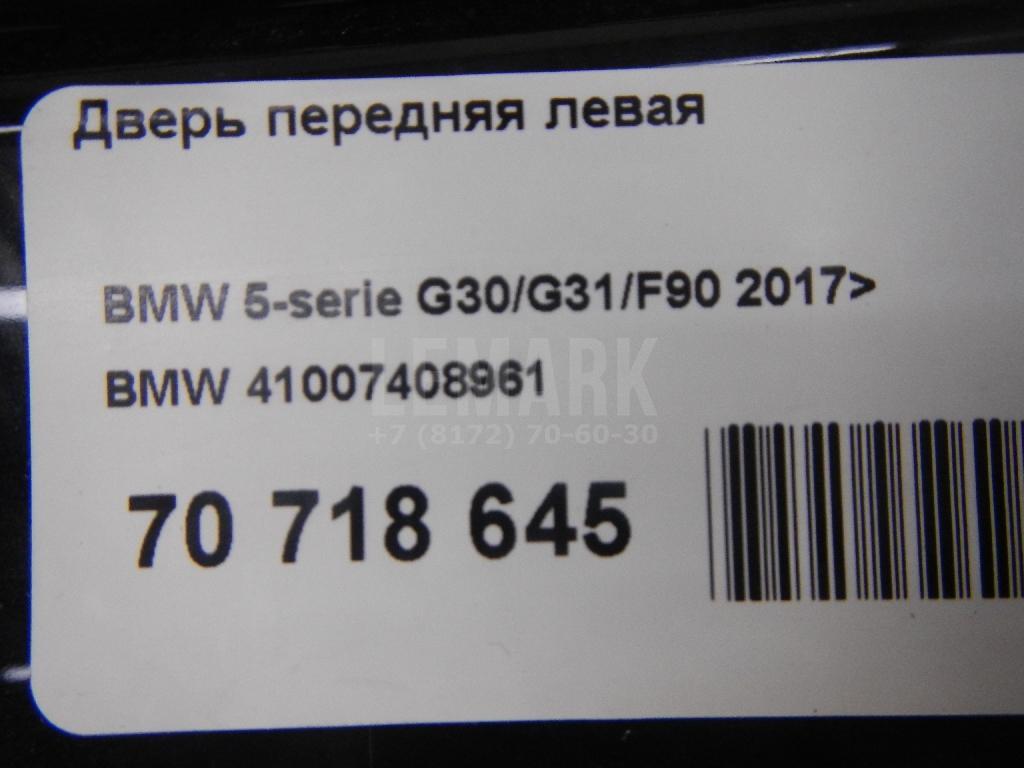 Дверь передняя левая
BMW 5-serie G30/G31/F90 2017>
BMW 41007408961
LEMARK
+7 (8172) 70-60-30
70 718 645